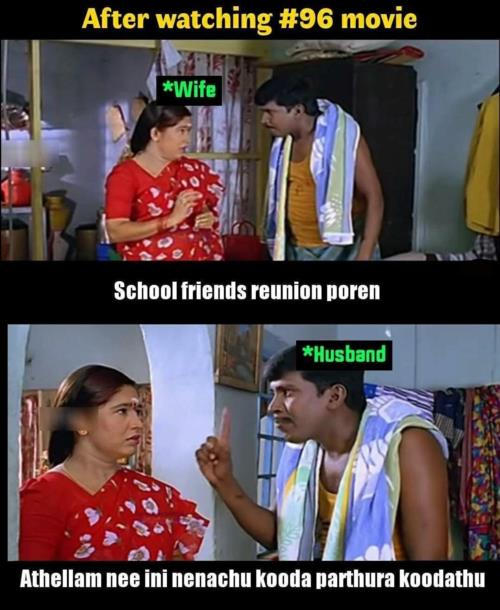 After watching #96 movie
*Wife
School friends reunion poren
*Husband
Athellam nee ini nenachu kooda parthura koodathu